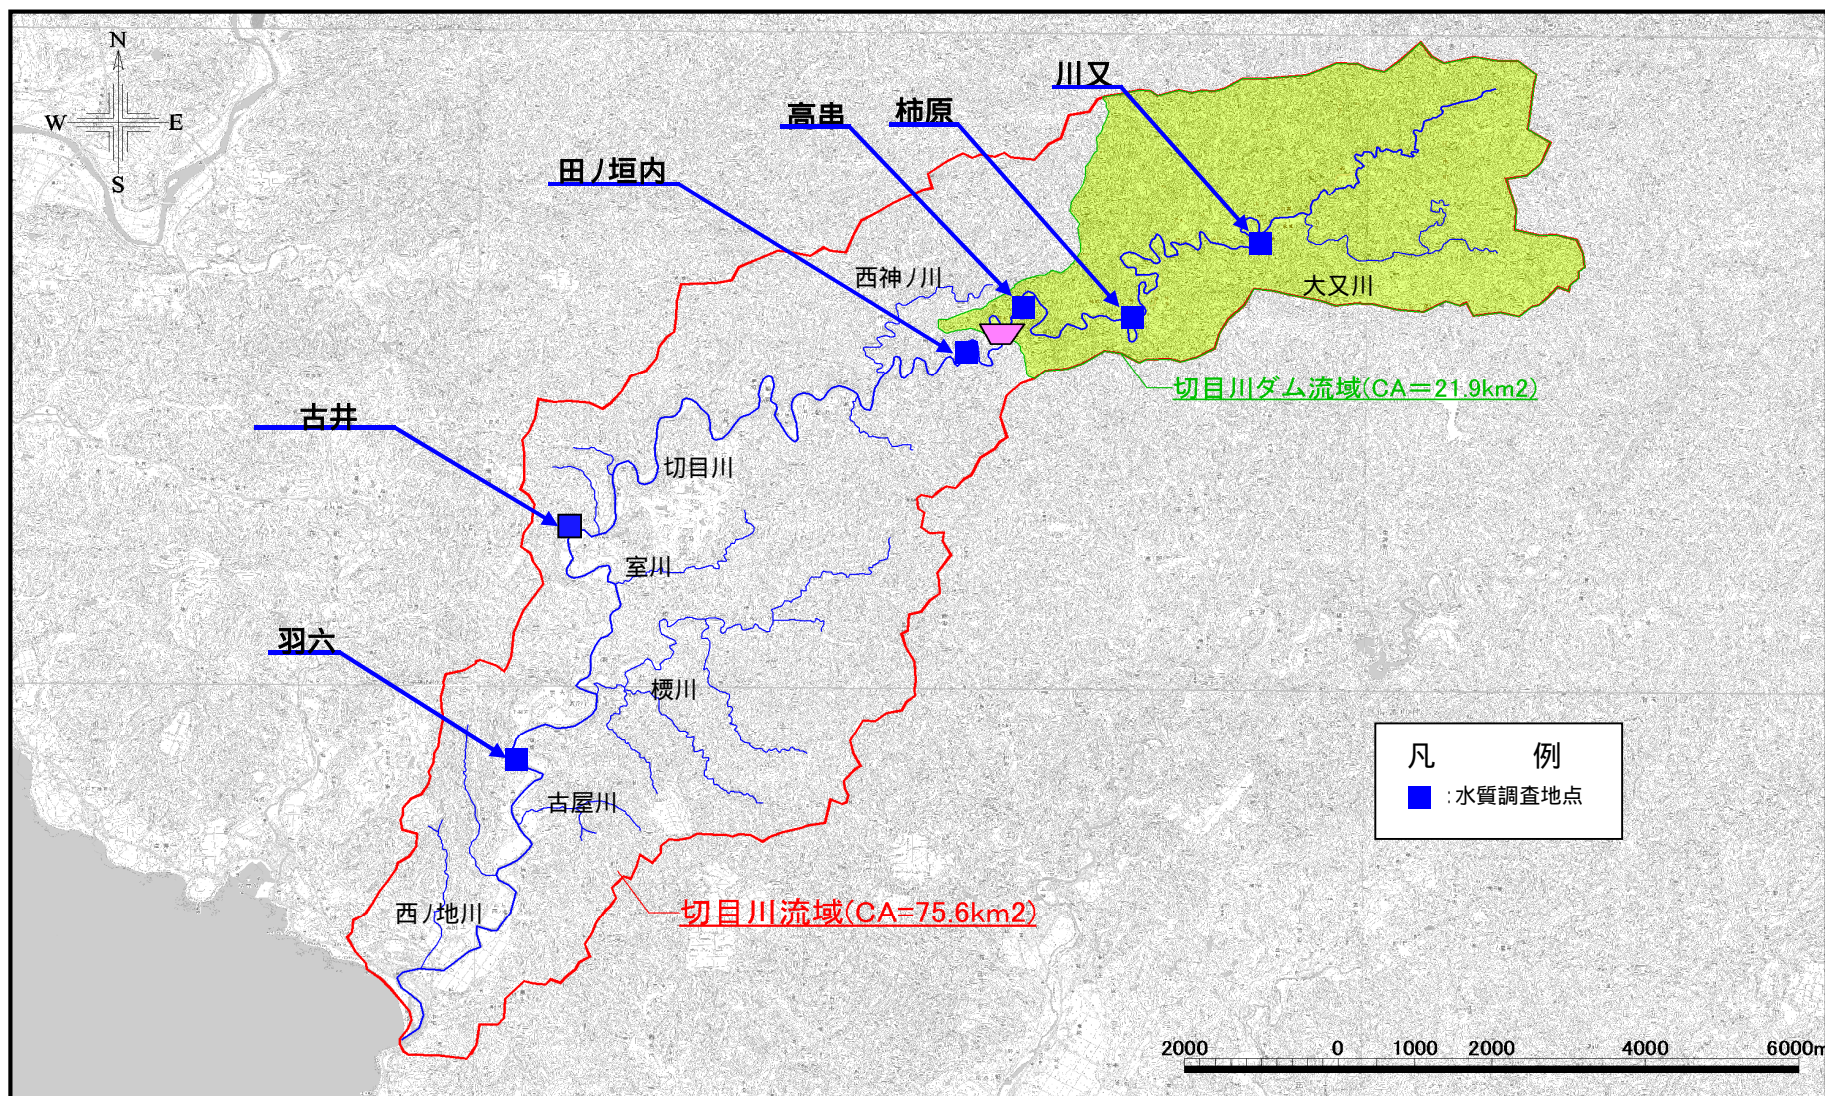 N
W E
S
川又
高串
柿原
田ノ垣内
西神ノ川
大又川
切目川ダム流域(CA=21.9km2)
古井
切目川
室川
羽六
古屋川
西ノ地川
切目川流域(CA=75.6km2)
凡 例
:水質調査地点
2000 0 1000 2000 4000 6000m